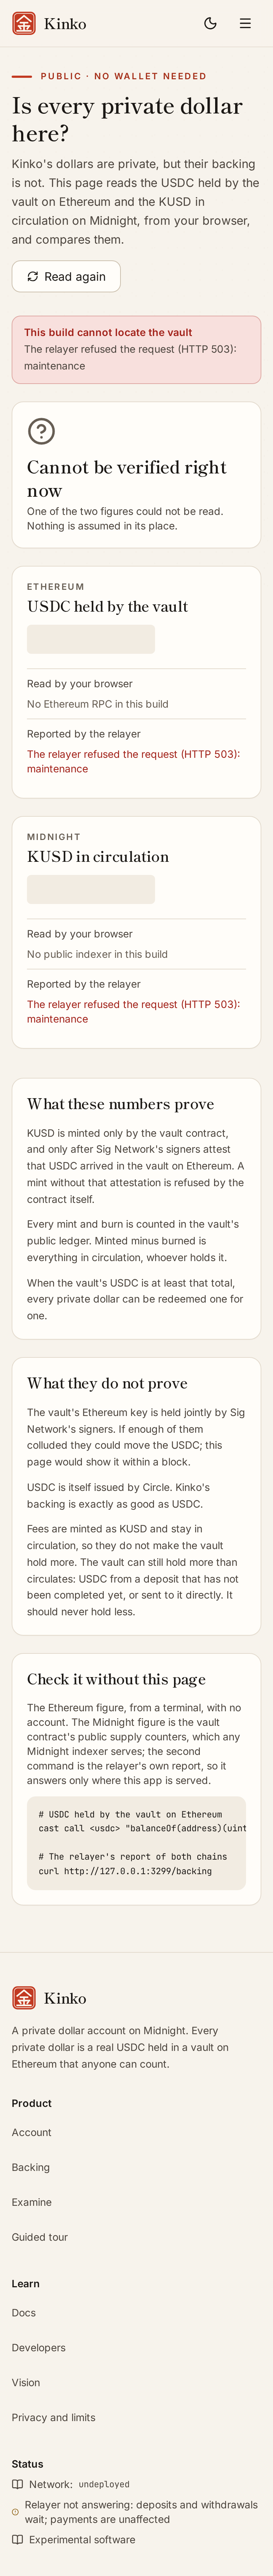 金 Kinko
PUBLIC · NO WALLET NEEDED
Is every private dollar
here?
Kinko's dollars are private, but their backing
is not. This page reads the USDC held by the
vault on Ethereum and the KUSD in
circulation on Midnight, from your browser,
and compares them.
Read again
This build cannot locate the vault
The relayer refused the request (HTTP 503):
maintenance
Cannot be verified right
now
One of the two figures could not be read.
Nothing is assumed in its place.
ETHEREUM
USDC held by the vault
Read by your browser
No Ethereum RPC in this build
Reported by the relayer
The relayer refused the request (HTTP 503):
maintenance
MIDNIGHT
KUSD in circulation
Read by your browser
No public indexer in this build
Reported by the relayer
The relayer refused the request (HTTP 503):
maintenance
What these numbers prove
KUSD is minted only by the vault contract,
and only after Sig Network's signers attest
that USDC arrived in the vault on Ethereum. A
mint without that attestation is refused by the
contract itself.
Every mint and burn is counted in the vault's
public ledger. Minted minus burned is
everything in circulation, whoever holds it.
When the vault's USDC is at least that total,
every private dollar can be redeemed one for
one.
What they do not prove
The vault's Ethereum key is held jointly by Sig
Network's signers. If enough of them
colluded they could move the USDC; this
page would show it within a block.
USDC is itself issued by Circle. Kinko's
backing is exactly as good as USDC.
Fees are minted as KUSD and stay in
circulation, so they do not make the vault
hold more. The vault can still hold more than
circulates: USDC from a deposit that has not
been completed yet, or sent to it directly. It
should never hold less.
Check it without this page
The Ethereum figure, from a terminal, with no
account. The Midnight figure is the vault
contract's public supply counters, which any
Midnight indexer serves; the second
command is the relayer's own report, so it
answers only where this app is served.
# USDC held by the vault on Ethereum
cast call <usdc> "balanceOf(address)(uint
# The relayer's report of both chains
curl http://127.0.0.1:3299/backing
金 Kinko
A private dollar account on Midnight. Every
private dollar is a real USDC held in a vault on
Ethereum that anyone can count.
Product
Account
Backing
Examine
Guided tour
Learn
Docs
Developers
Vision
Privacy and limits
Status
Network: undeployed
Relayer not answering: deposits and withdrawals
wait; payments are unaffected
Experimental software